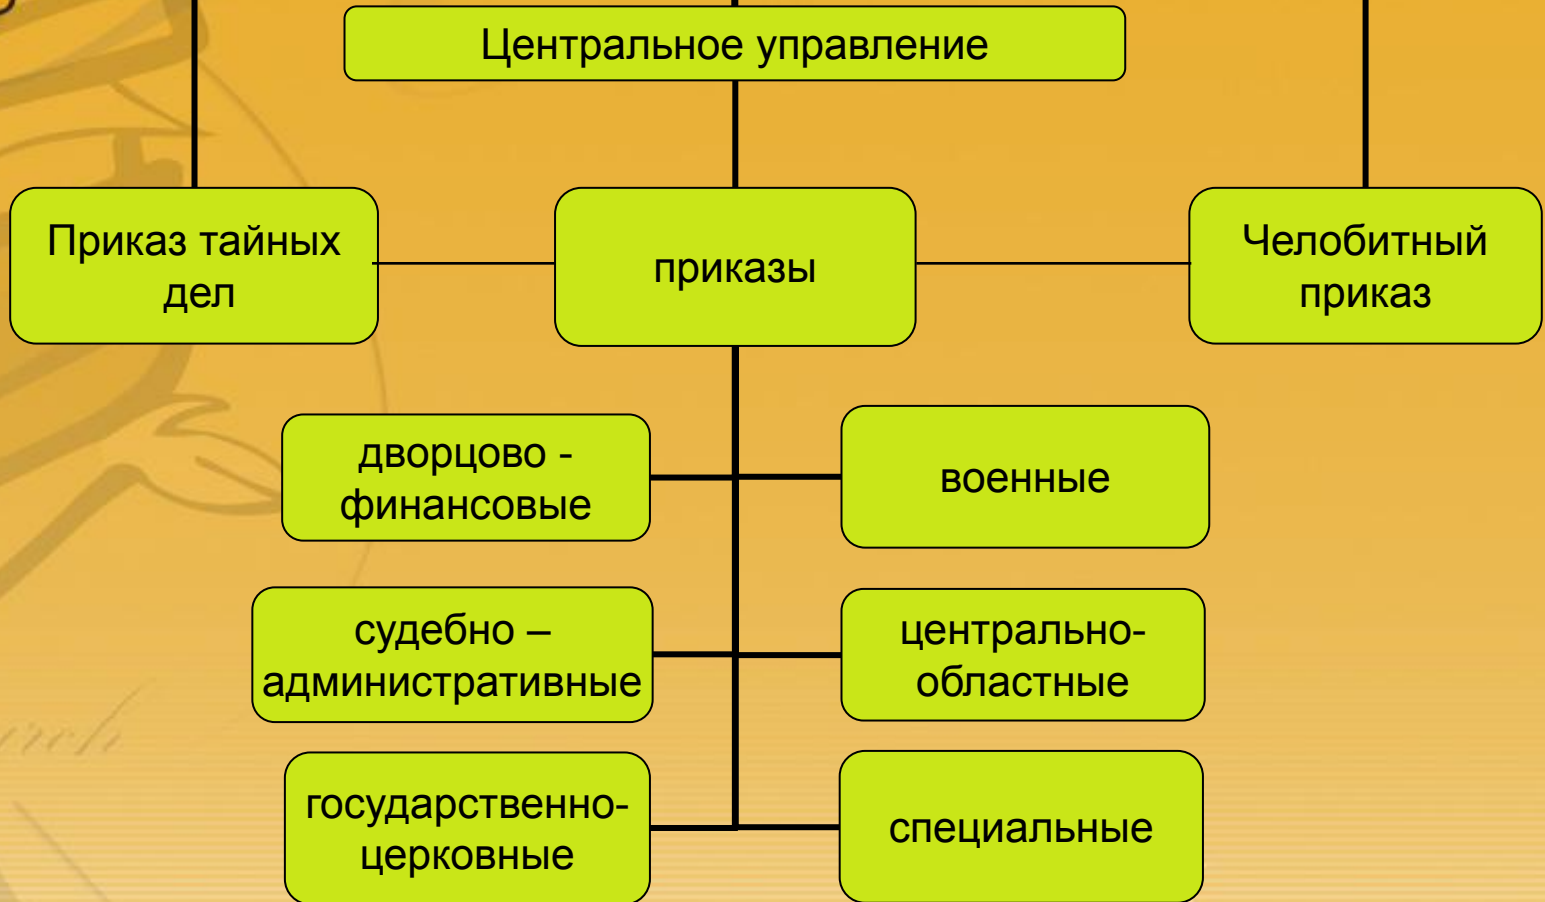 Центральное управление
Приказ тайных
дел
приказы
Челобитный
приказ
дворцово -
финансовые
военные
судебно –
административные
центрально-
областные
государственно-
церковные
специальные